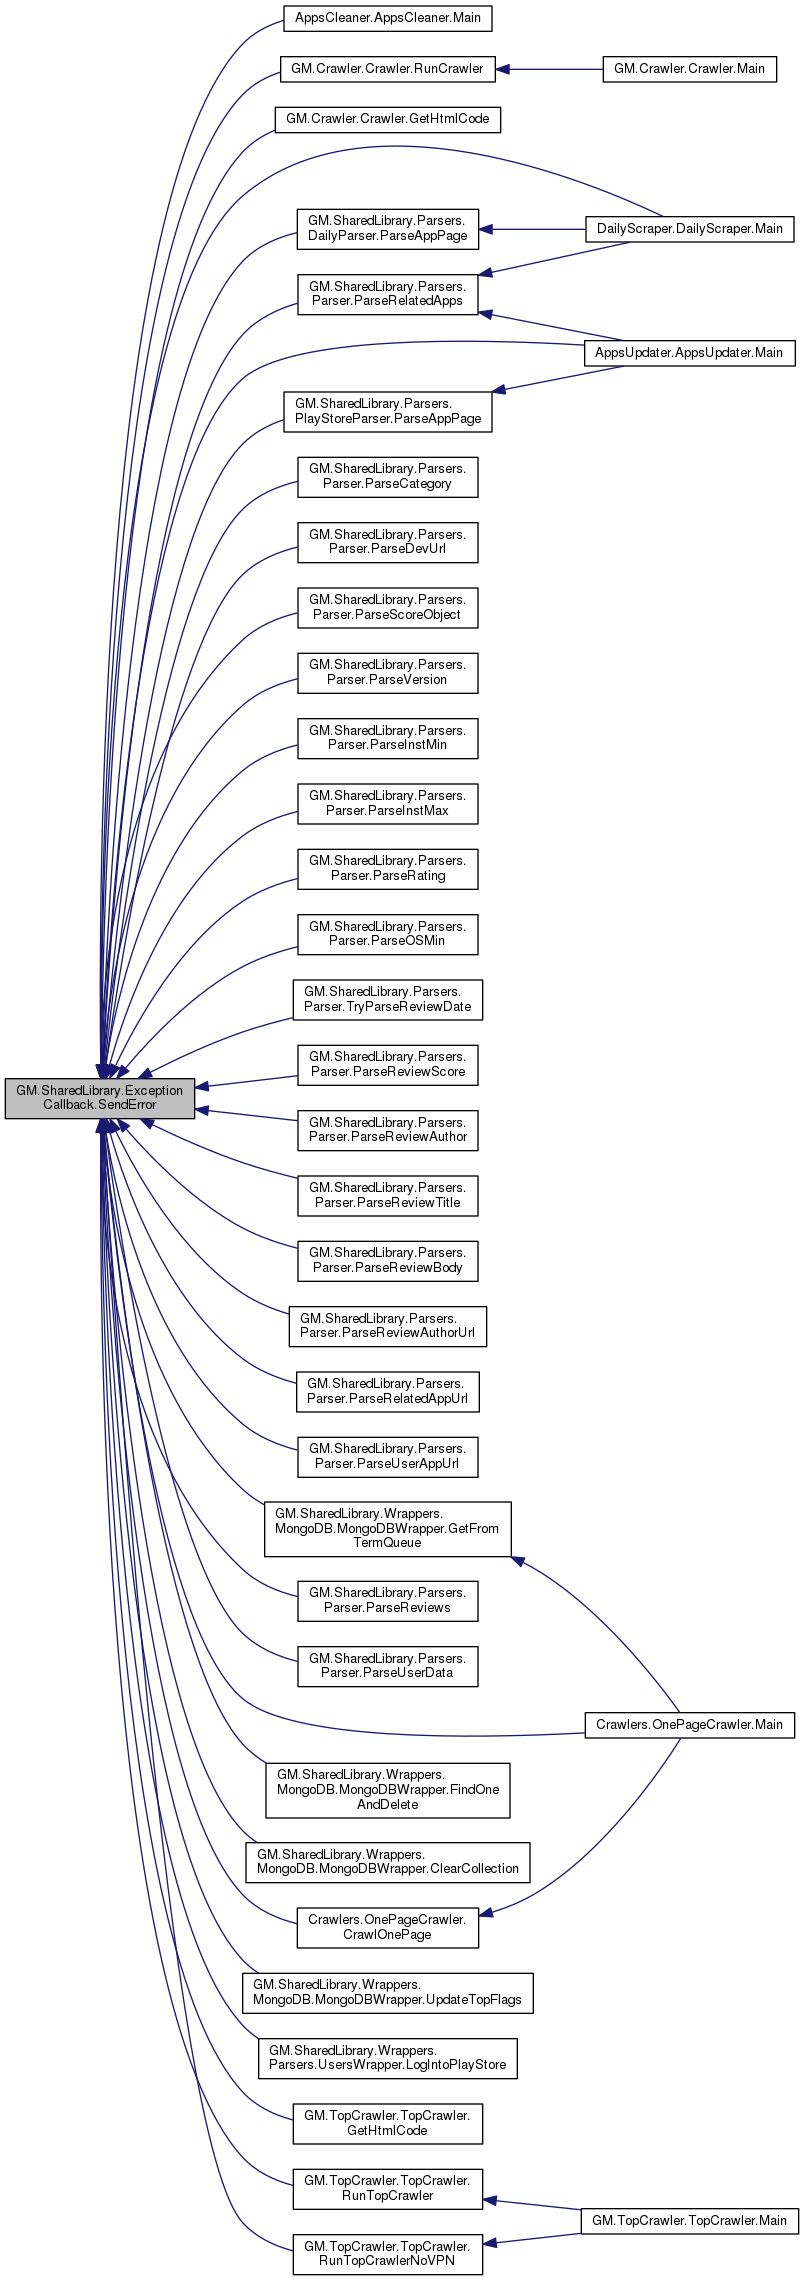 AppsCleaner.AppsCleaner.Main
GM.Crawler.Crawler.RunCrawler
GM.Crawler.Crawler.Main
GM.Crawler.Crawler.GetHtmlCode
GM.SharedLibrary.Parsers.
DailyParser.ParseAppPage
DailyScraper.DailyScraper.Main
GM.SharedLibrary.Parsers.
Parser.ParseRelatedApps
AppsUpdater.AppsUpdater.Main
GM.SharedLibrary.Parsers.
PlayStoreParser.ParseAppPage
GM.SharedLibrary.Parsers.
Parser.ParseCategory
GM.SharedLibrary.Parsers.
Parser.ParseDevUrl
GM.SharedLibrary.Parsers.
Parser.ParseScoreObject
GM.SharedLibrary.Parsers.
Parser.ParseVersion
GM.SharedLibrary.Parsers.
Parser.ParseInstMin
GM.SharedLibrary.Parsers.
Parser.ParseInstMax
GM.SharedLibrary.Parsers.
Parser.ParseRating
GM.SharedLibrary.Parsers.
Parser.ParseOSMin
GM.SharedLibrary.Parsers.
Parser.TryParseReviewDate
GM.SharedLibrary.Parsers.
Parser.ParseReviewScore
GM.SharedLibrary.Exception
Callback.SendError
GM.SharedLibrary.Parsers.
Parser.ParseReviewAuthor
GM.SharedLibrary.Parsers.
Parser.ParseReviewTitle
GM.SharedLibrary.Parsers.
Parser.ParseReviewBody
GM.SharedLibrary.Parsers.
Parser.ParseReviewAuthorUrl
GM.SharedLibrary.Parsers.
Parser.ParseRelatedAppUrl
GM.SharedLibrary.Parsers.
Parser.ParseUserAppUrl
GM.SharedLibrary.Wrappers.
MongoDB.MongoDBWrapper.GetFrom
TermQueue
GM.SharedLibrary.Parsers.
Parser.ParseReviews
GM.SharedLibrary.Parsers.
Parser.ParseUserData
Crawlers.OnePageCrawler.Main
GM.SharedLibrary.Wrappers.
MongoDB.MongoDBWrapper.FindOne
AndDelete
GM.SharedLibrary.Wrappers.
MongoDB.MongoDBWrapper.ClearCollection
Crawlers.OnePageCrawler.
CrawlOnePage
GM.SharedLibrary.Wrappers.
MongoDB.MongoDBWrapper.UpdateTopFlags
GM.SharedLibrary.Wrappers.
Parsers.UsersWrapper.LogIntoPlayStore
GM.TopCrawler.TopCrawler.
GetHtmlCode
GM.TopCrawler.TopCrawler.
RunTopCrawler
GM.TopCrawler.TopCrawler.Main
GM.TopCrawler.TopCrawler.
RunTopCrawlerNoVPN